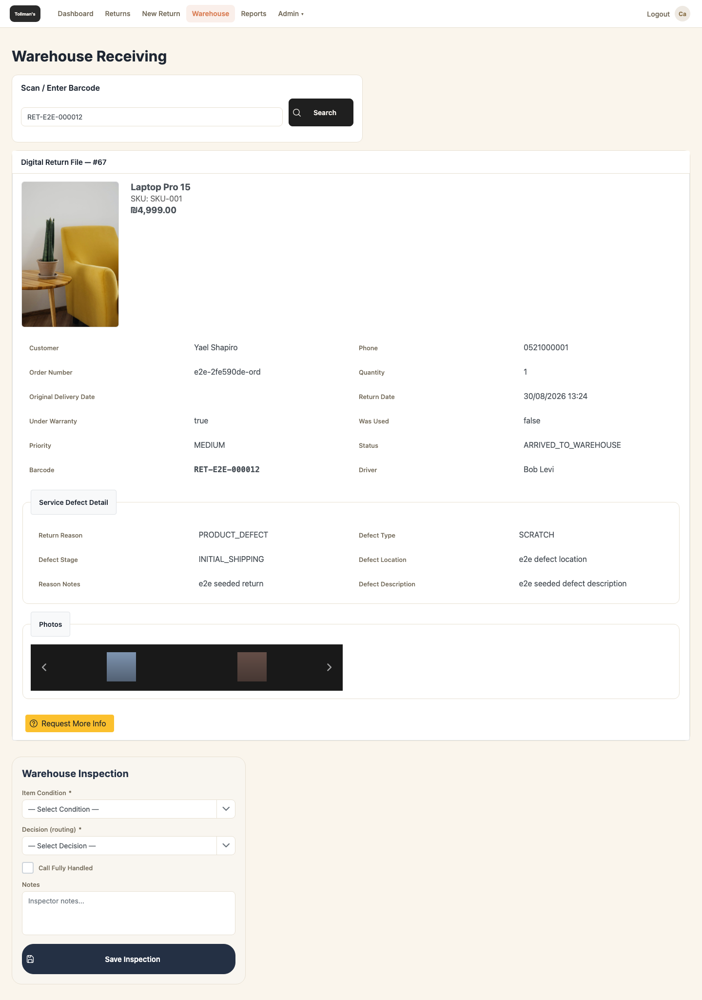 Tollman's
Dashboard
Returns
New Return
Warehouse
Reports
Admin ▾
Logout
Ca
Warehouse Receiving
Scan / Enter Barcode
RET-E2E-000012
Search
Digital Return File — #67
Laptop Pro 15
SKU: SKU-001
₪4,999.00
Customer
Yael Shapiro
Phone
0521000001
Order Number
e2e-2fe590de-ord
Quantity
1
Original Delivery Date
Return Date
30/08/2026 13:24
Under Warranty
true
Was Used
false
Priority
MEDIUM
Status
ARRIVED_TO_WAREHOUSE
Barcode
RET-E2E-000012
Driver
Bob Levi
Service Defect Detail
Return Reason
PRODUCT_DEFECT
Defect Type
SCRATCH
Defect Stage
INITIAL_SHIPPING
Defect Location
e2e defect location
Reason Notes
e2e seeded return
Defect Description
e2e seeded defect description
Photos
Request More Info
Warehouse Inspection
Item Condition *
— Select Condition —
Decision (routing) *
— Select Decision —
Call Fully Handled
Notes
Inspector notes...
Save Inspection